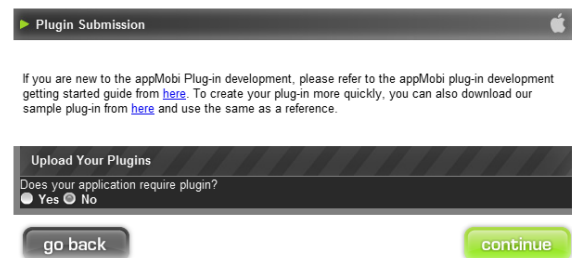 Plugin Submission
If you are new to the appMobi Plug-in development, please refer to the appMobi plug-in development
getting started guide from here. To create your plug-in more quickly, you can also download our
sample plug-in from here and use the same as a reference.
Upload Your Plugins
Does your application require plugin?
Yes No
go back
continue